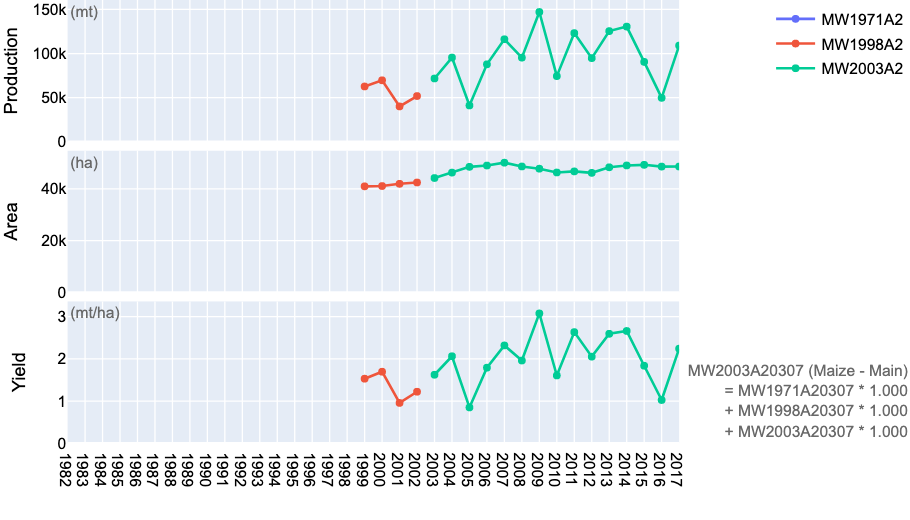 Production
(mt)
150k
100k
50k
0
MW1971A2
MW1998A2
MW2003A2
Area
(ha)
40k
20k
0
Yield
(mt/ha)
3
2
1
0
MW2003A20307 (Maize - Main)
= MW1971A20307 * 1.000
+ MW1998A20307 * 1.000
+ MW2003A20307 * 1.000
1982
1983
1984
1985
1986
1987
1988
1989
1990
1991
1992
1993
1994
1995
1996
1997
1998
1999
2000
2001
2002
2003
2004
2005
2006
2007
2008
2009
2010
2011
2012
2013
2014
2015
2016
2017